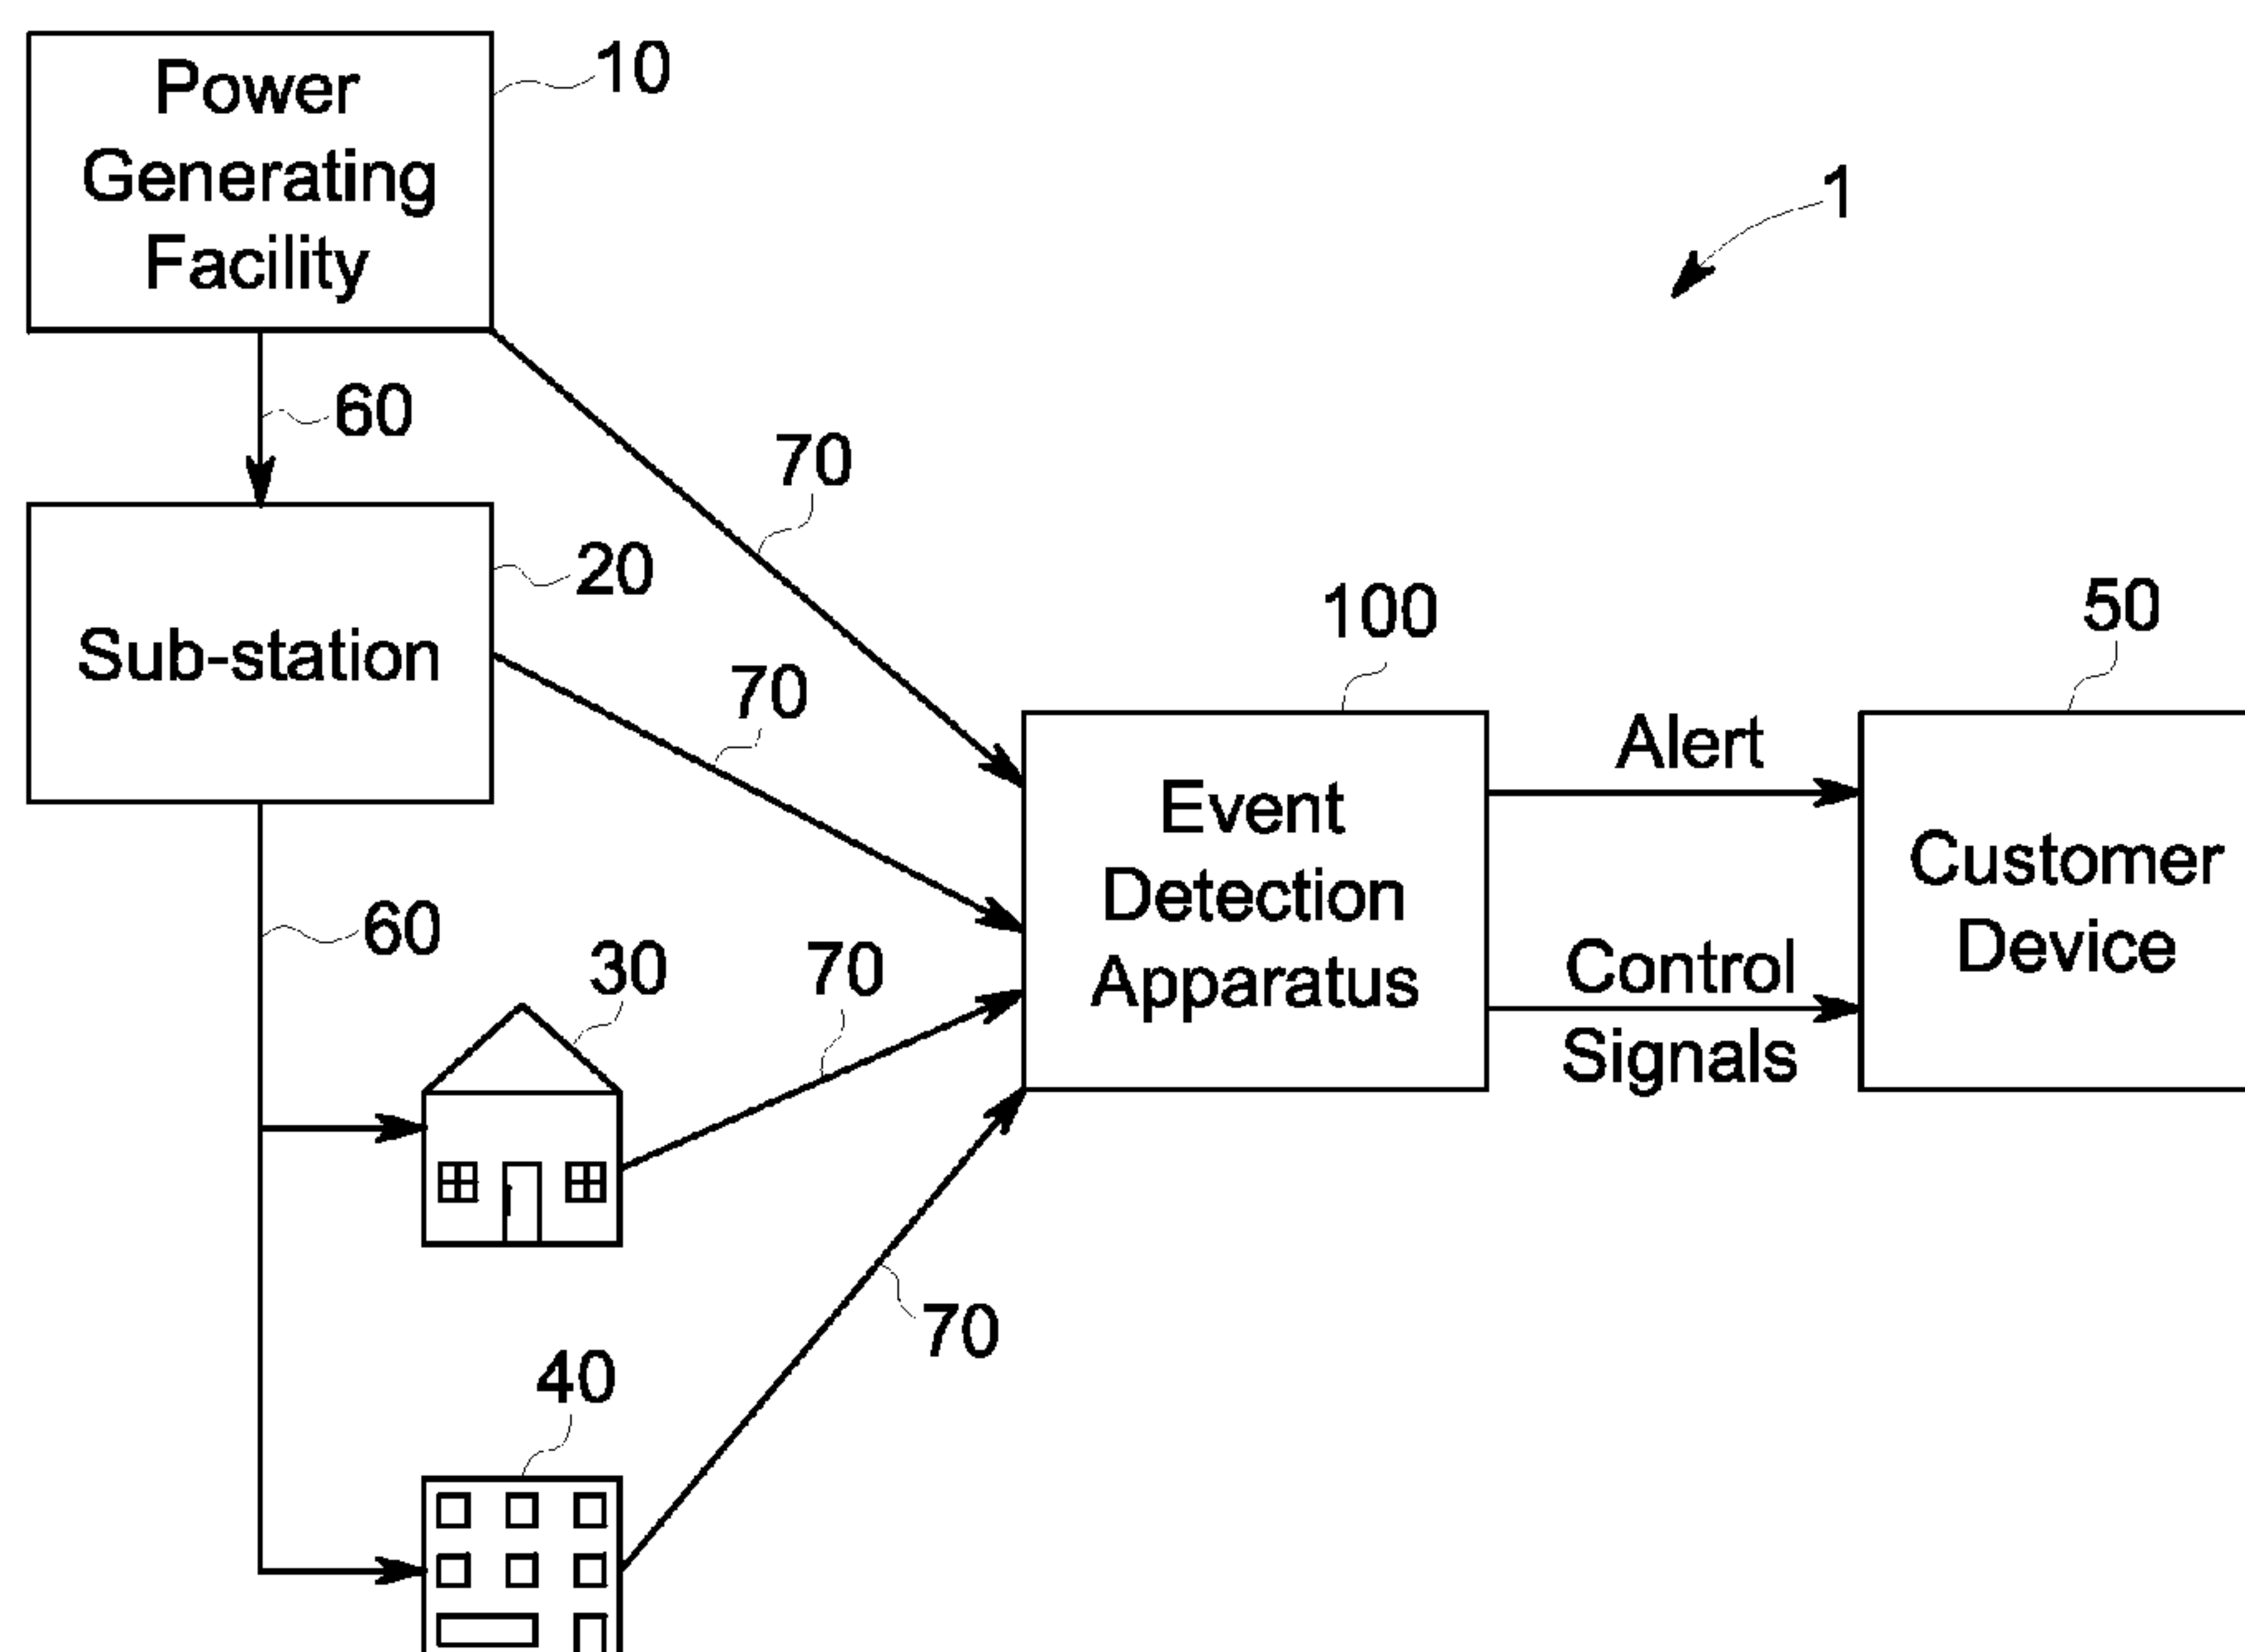 Power
Generating
Facility
10
1
60
70
Sub-station
20
70
100
50
Event
Detection
Apparatus
Alert
Control
Signals
Customer
Device
60
30
70
70
40